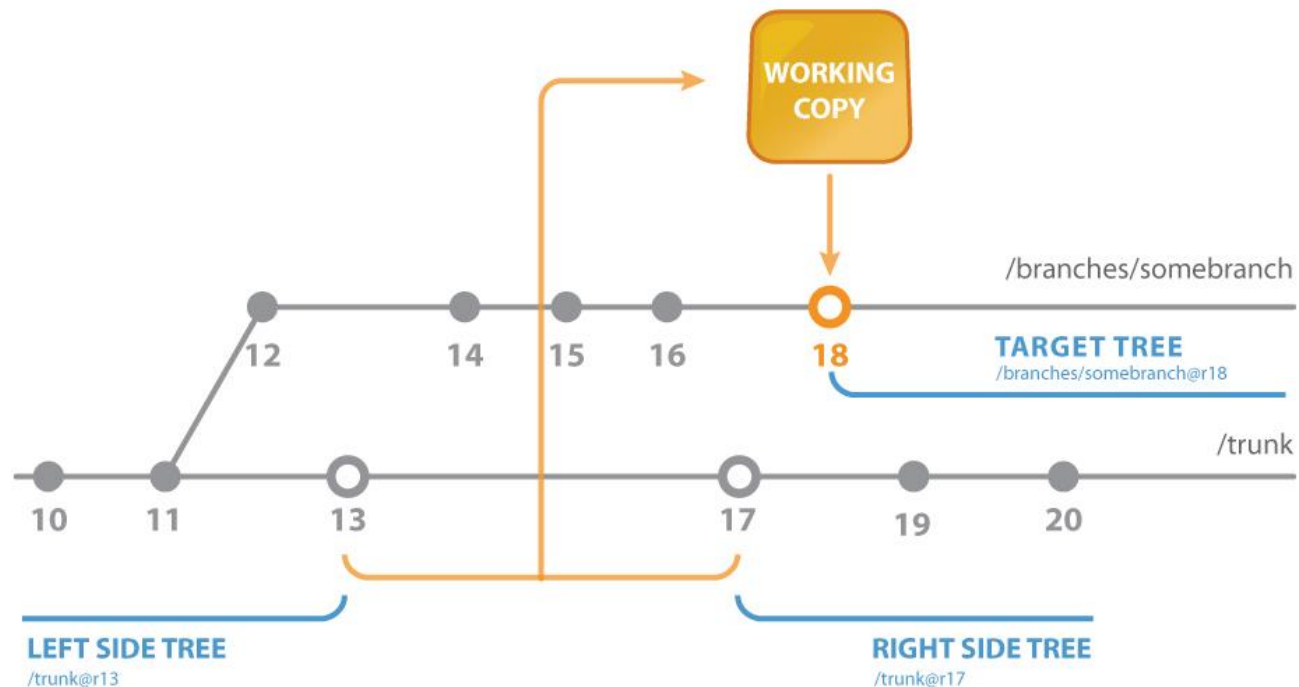 WORKING
COPY
/branches/somebranch
12 14 15 16 18
TARGET TREE
/branches/somebranch@r18
/trunk
10 11 13 17 19 20
LEFT SIDE TREE
/trunk@r13
RIGHT SIDE TREE
/trunk@r17